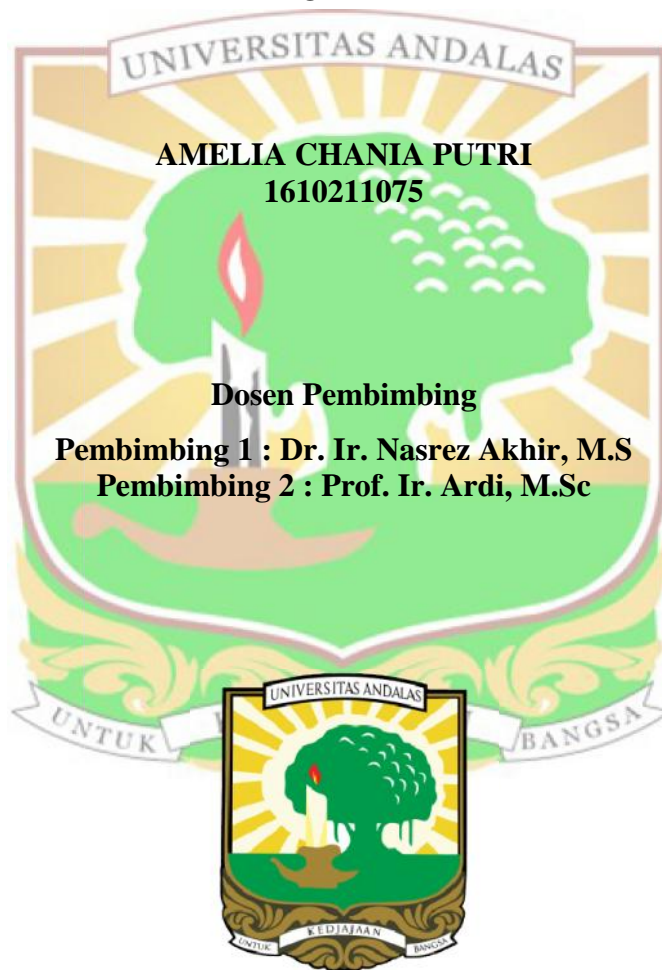 UNIVERSITAS ANDALAS
AMELIA CHANIA PUTRI
1610211075
Dosen Pembimbing
Pembimbing 1 : Dr. Ir. Nasrez Akhir, M.S
Pembimbing 2 : Prof. Ir. Ardi, M.Sc
UNIVERSITAS ANDALAS
UNTUK BANGSA
UNTUK KEDJAJAAN BANGSA